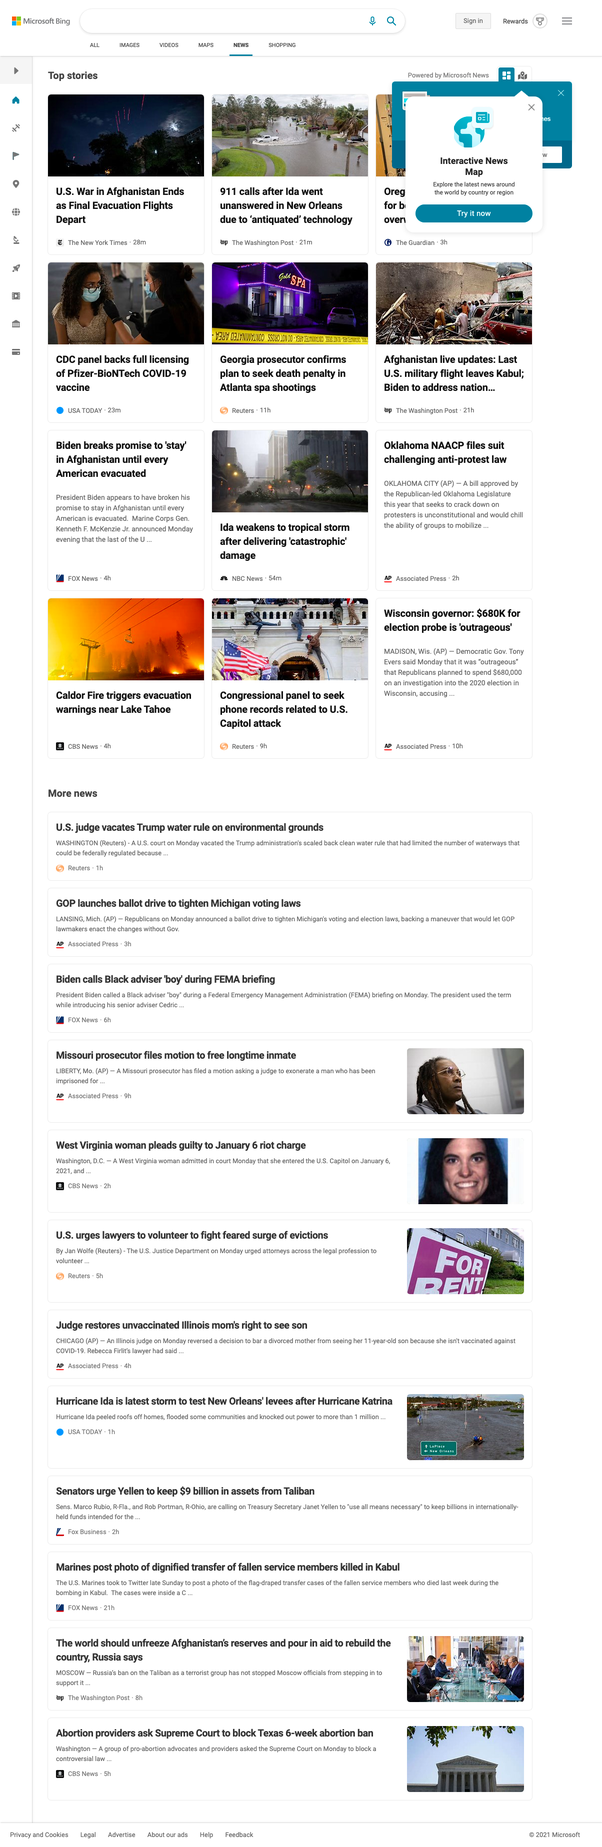 Microsoft Bing
Sign in
Rewards
ALL
IMAGES
VIDEOS
MAPS
NEWS
SHOPPING
Top stories
Powered by Microsoft News
Interactive News
Map
Explore the latest news around
the world by country or region
Try it now
U.S. War in Afghanistan Ends
as Final Evacuation Flights
Depart
The New York Times · 28m
911 calls after Ida went
unanswered in New Orleans
due to ‘antiquated’ technology
The Washington Post · 21m
Oreg
for b
over
The Guardian · 3h
CDC panel backs full licensing
of Pfizer-BioNTech COVID-19
vaccine
USA TODAY · 23m
Gold
SPA
Georgia prosecutor confirms
plan to seek death penalty in
Atlanta spa shootings
Reuters · 11h
Afghanistan live updates: Last
U.S. military flight leaves Kabul;
Biden to address nation...
The Washington Post · 21h
Biden breaks promise to 'stay'
in Afghanistan until every
American evacuated
President Biden appears to have broken his
promise to stay in Afghanistan until every
American is evacuated. Marine Corps Gen.
Kenneth F. McKenzie Jr. announced Monday
evening that the last of the U ...
FOX News · 4h
Ida weakens to tropical storm
after delivering 'catastrophic'
damage
NBC News · 54m
Oklahoma NAACP files suit
challenging anti-protest law
OKLAHOMA CITY (AP) — A bill approved by
the Republican-led Oklahoma Legislature
this year that seeks to crack down on
protesters is unconstitutional and would chill
the ability of groups to mobilize ...
AP Associated Press · 2h
Caldor Fire triggers evacuation
warnings near Lake Tahoe
CBS News · 4h
Congressional panel to seek
phone records related to U.S.
Capitol attack
Reuters · 9h
Wisconsin governor: $680K for
election probe is 'outrageous'
MADISON, Wis. (AP) — Democratic Gov. Tony
Evers said Monday that it was “outrageous”
that Republicans planned to spend $680,000
on an investigation into the 2020 election in
Wisconsin, accusing ...
AP Associated Press · 10h
More news
U.S. judge vacates Trump water rule on environmental grounds
WASHINGTON (Reuters) - A U.S. court on Monday vacated the Trump administration's scaled back clean water rule that had limited the number of waterways that
could be federally regulated because ...
Reuters · 1h
GOP launches ballot drive to tighten Michigan voting laws
LANSING, Mich. (AP) — Republicans on Monday announced a ballot drive to tighten Michigan's voting and election laws, backing a maneuver that would let GOP
lawmakers enact the changes without Gov.
AP Associated Press · 3h
Biden calls Black adviser 'boy' during FEMA briefing
President Biden called a Black adviser "boy" during a Federal Emergency Management Administration (FEMA) briefing on Monday. The president used the term
while introducing his senior adviser Cedric ...
FOX News · 6h
Missouri prosecutor files motion to free longtime inmate
LIBERTY, Mo. (AP) — A Missouri prosecutor has filed a motion asking a judge to exonerate a man who has been
imprisoned for ...
AP Associated Press · 9h
West Virginia woman pleads guilty to January 6 riot charge
Washington, D.C. — A West Virginia woman admitted in court Monday that she entered the U.S. Capitol on January 6,
2021, and ...
CBS News · 2h
U.S. urges lawyers to volunteer to fight feared surge of evictions
By Jan Wolfe (Reuters) - The U.S. Justice Department on Monday urged attorneys across the legal profession to
volunteer ...
Reuters · 5h
FOR
RENT
Judge restores unvaccinated Illinois mom's right to see son
CHICAGO (AP) — An Illinois judge on Monday reversed a decision to bar a divorced mother from seeing her 11-year-old son because she isn't vaccinated against
COVID-19. Rebecca Firlit's lawyer had said ...
AP Associated Press · 4h
Hurricane Ida is latest storm to test New Orleans' levees after Hurricane Katrina
Hurricane Ida peeled roofs off homes, flooded some communities and knocked out power to more than 1 million ...
USA TODAY · 1h
LaPlace
New Orleans
Senators urge Yellen to keep $9 billion in assets from Taliban
Sens. Marco Rubio, R-Fla., and Rob Portman, R-Ohio, are calling on Treasury Secretary Janet Yellen to "use all means necessary" to keep billions in internationally-
held funds intended for the ...
Fox Business · 2h
Marines post photo of dignified transfer of fallen service members killed in Kabul
The U.S. Marines took to Twitter late Sunday to post a photo of the flag-draped transfer cases of the fallen service members who died last week during the
bombing in Kabul. The cases were inside a C ...
FOX News · 21h
The world should unfreeze Afghanistan’s reserves and pour in aid to rebuild the
country, Russia says
MOSCOW — Russia's ban on the Taliban as a terrorist group has not stopped Moscow officials from stepping in to
support it ...
The Washington Post · 8h
Abortion providers ask Supreme Court to block Texas 6-week abortion ban
Washington — A group of pro-abortion advocates and providers asked the Supreme Court on Monday to block a
controversial law ...
CBS News · 5h
Privacy and Cookies
Legal
Advertise
About our ads
Help
Feedback
© 2021 Microsoft